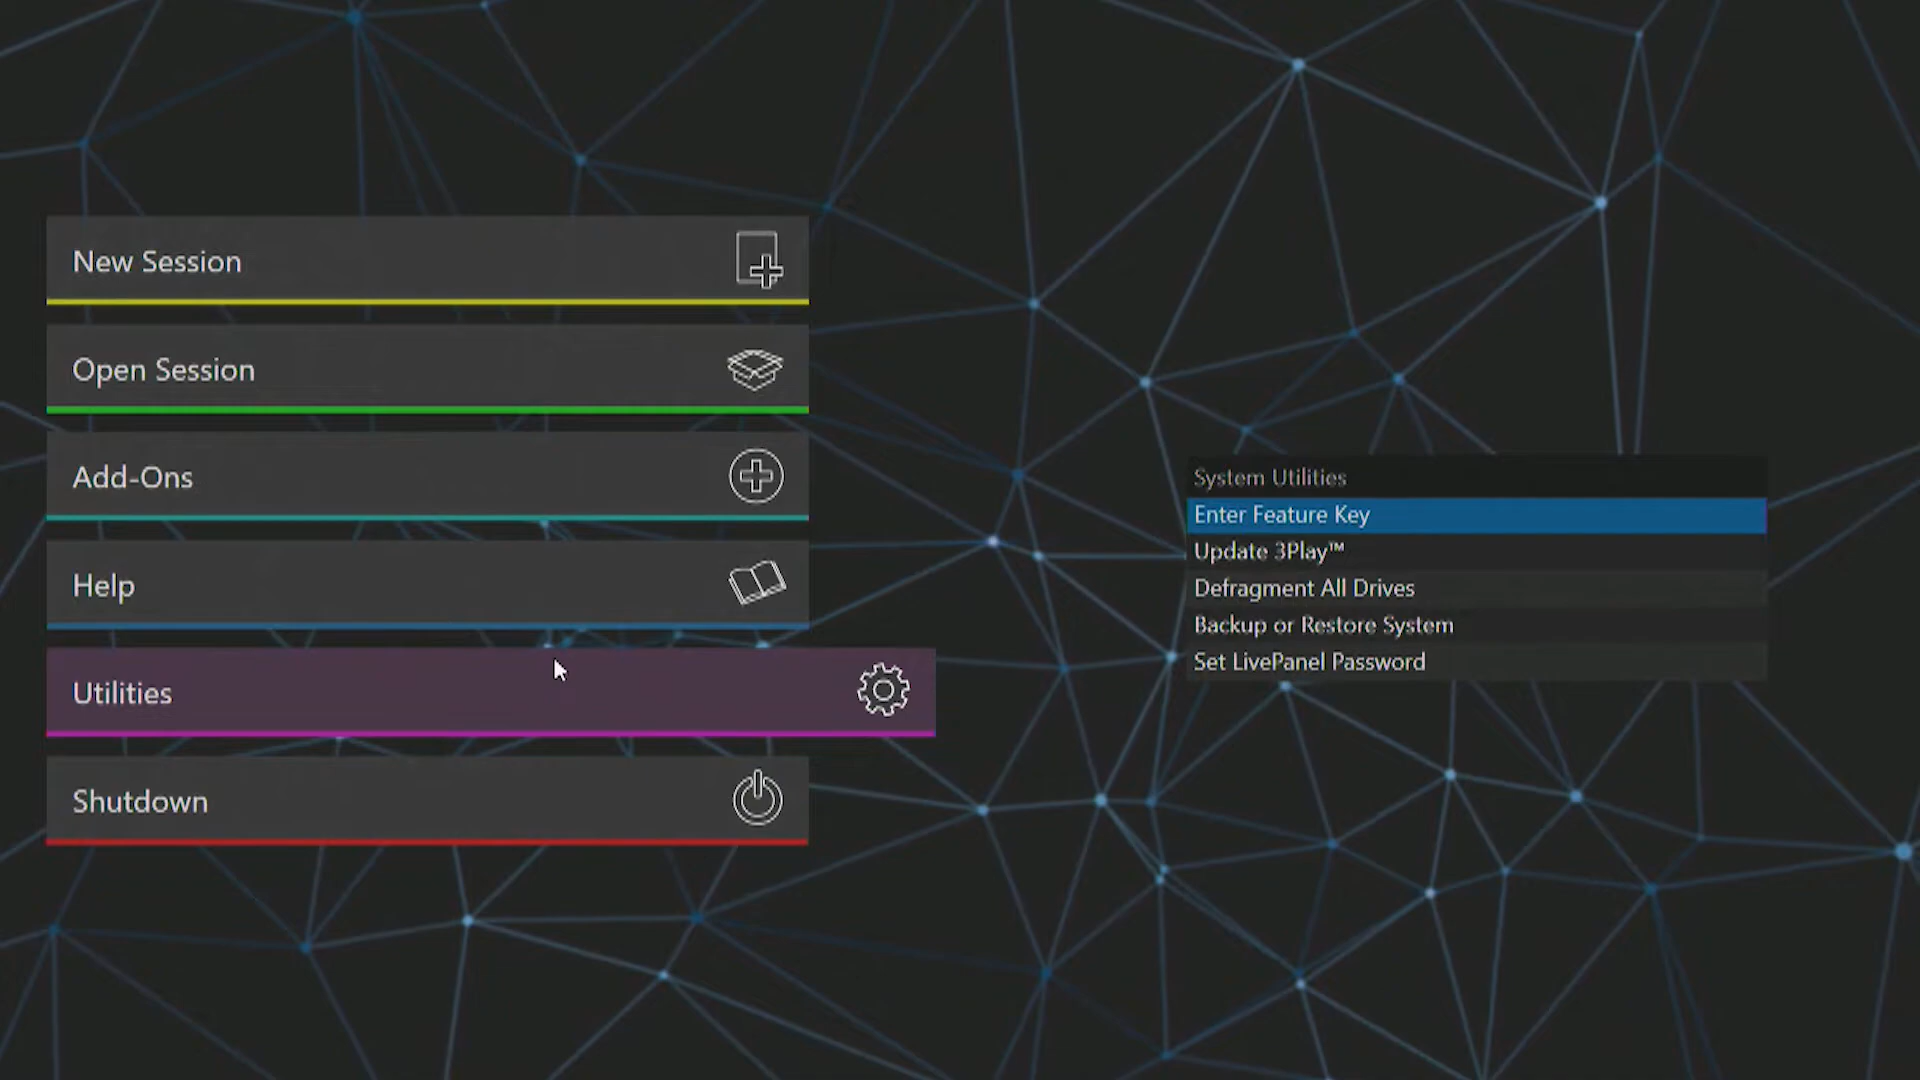 New Session
Open Session
Add-Ons
Help
Utilities
Shutdown
System Utilities
Enter Feature Key
Update 3Play™
Defragment All Drives
Backup or Restore System
Set LivePanel Password